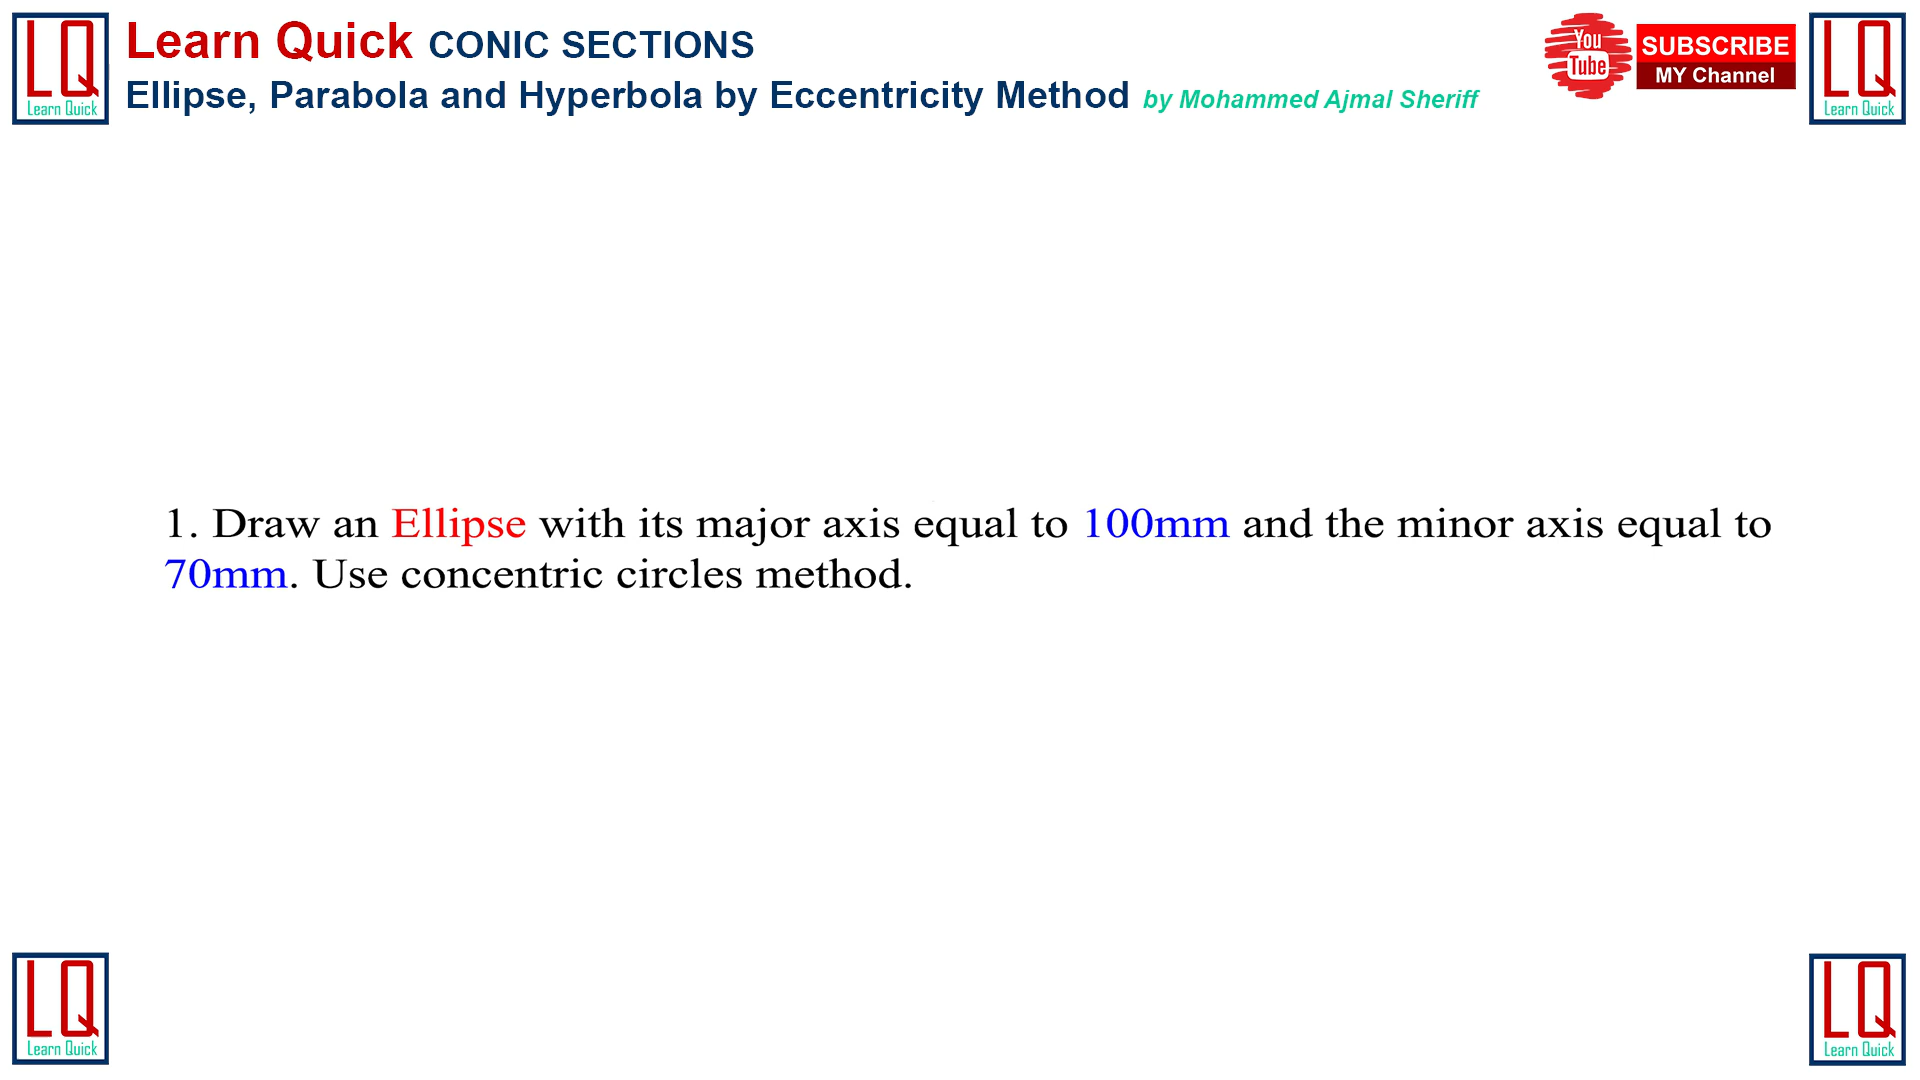 LQ
Learn Quick
Learn Quick CONIC SECTIONS
Ellipse, Parabola and Hyperbola by Eccentricity Method by Mohammed Ajmal Sheriff
You
Tube
SUBSCRIBE
MY Channel
LQ
Learn Quick
1. Draw an Ellipse with its major axis equal to 100mm and the minor axis equal to
70mm. Use concentric circles method.
LQ
Learn Quick
LQ
Learn Quick